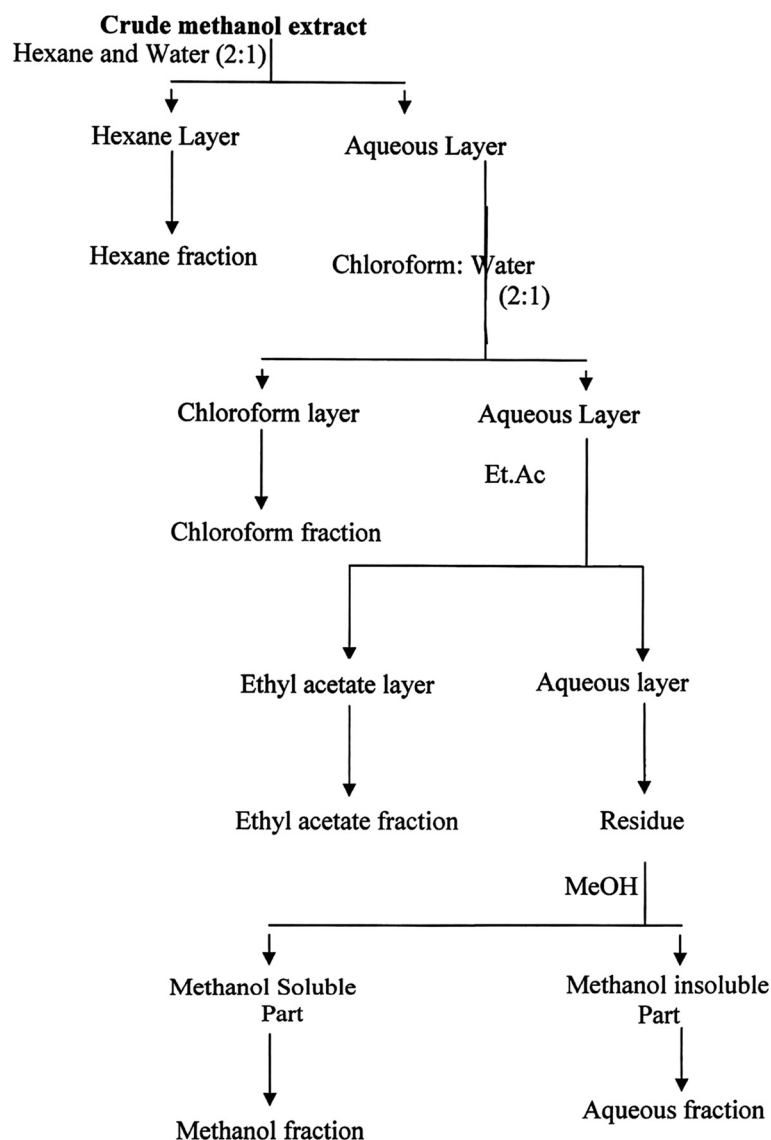 Crude methanol extract
Hexane and Water (2:1)
Hexane Layer
Aqueous Layer
Hexane fraction
Chloroform: Water
(2:1)
Chloroform layer
Aqueous Layer
Et.Ac
Chloroform fraction
Ethyl acetate layer
Aqueous layer
Ethyl acetate fraction
Residue
MeOH
Methanol Soluble
Part
Methanol insoluble
Part
Methanol fraction
Aqueous fraction